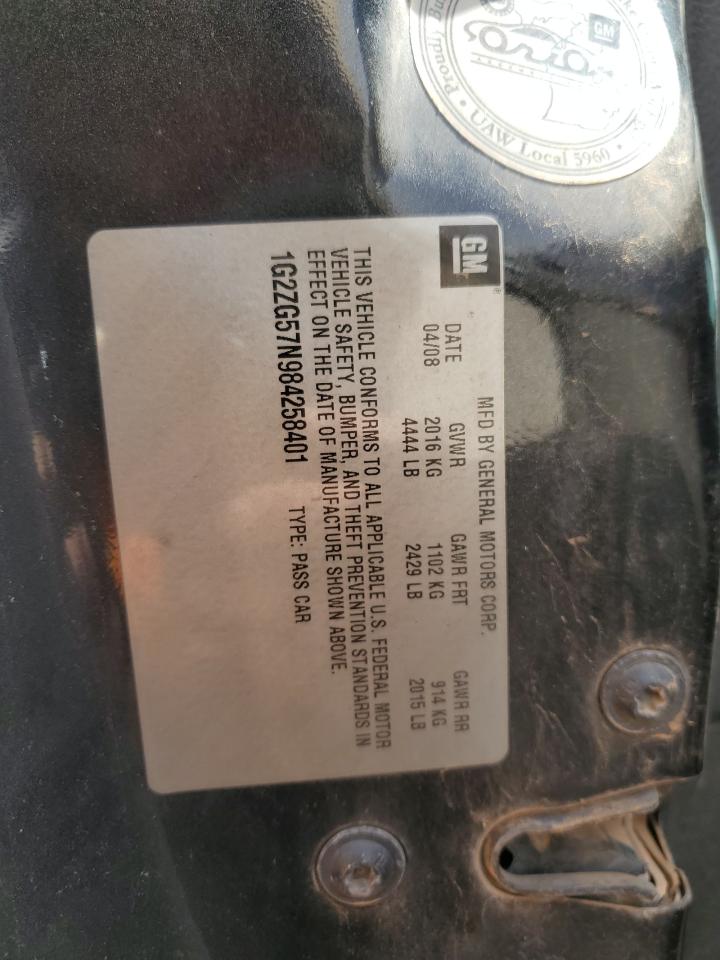 GM
MFD BY GENERAL MOTORS CORP.
DATE GVWR GAWR FRT GAWR RR
04/08 2016 KG 1102 KG 914 KG
4444 LB 2429 LB 2015 LB
THIS VEHICLE CONFORMS TO ALL APPLICABLE U.S. FEDERAL MOTOR
VEHICLE SAFETY, BUMPER, AND THEFT PREVENTION STANDARDS IN
EFFECT ON THE DATE OF MANUFACTURE SHOWN ABOVE.
1G2ZG57N984258401 TYPE: PASS CAR
GM
Proudly
• UAW Local 5960 •